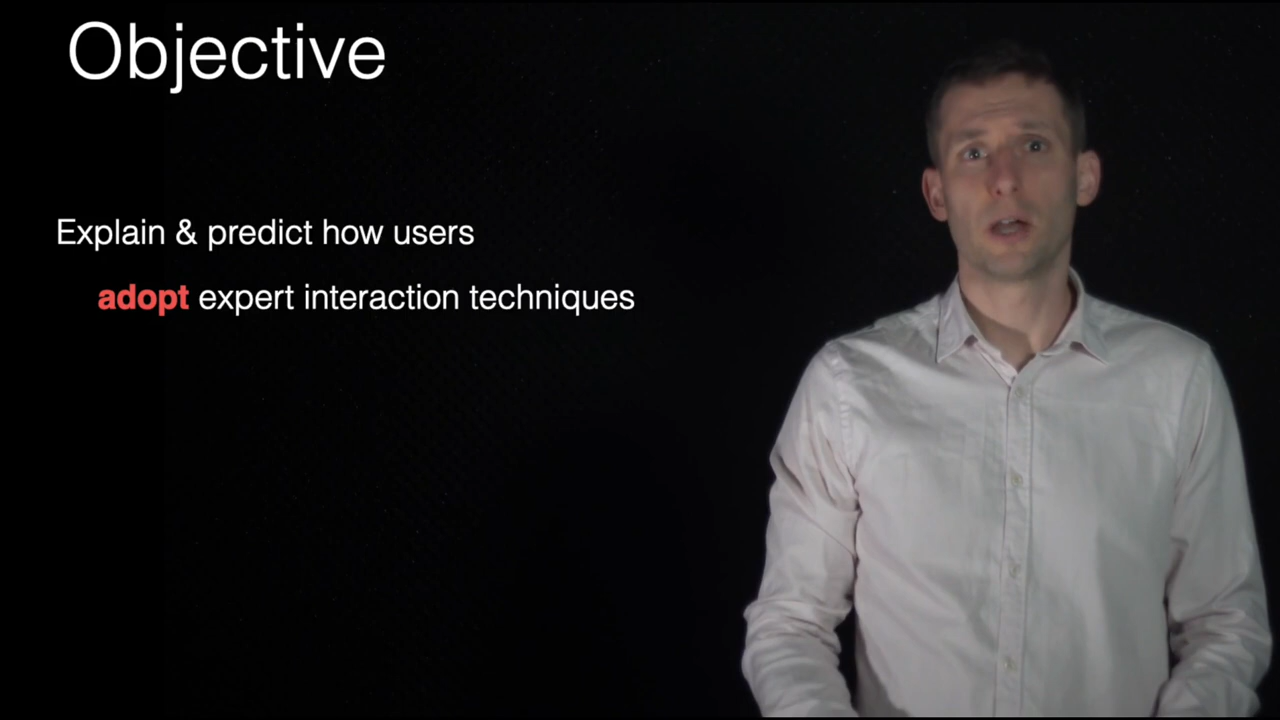 Objective
Explain & predict how users
adopt expert interaction techniques